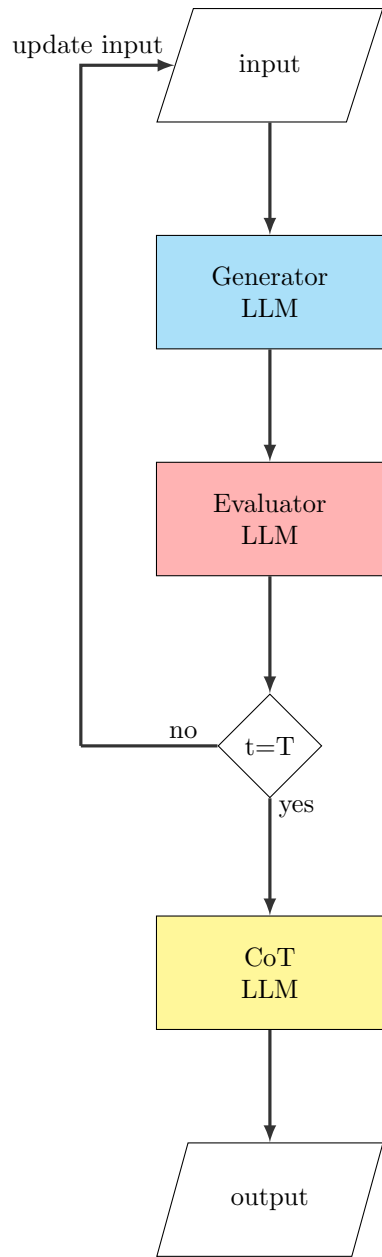 update input
input
Generator
LLM
Evaluator
LLM
no
t=T
yes
CoT
LLM
output